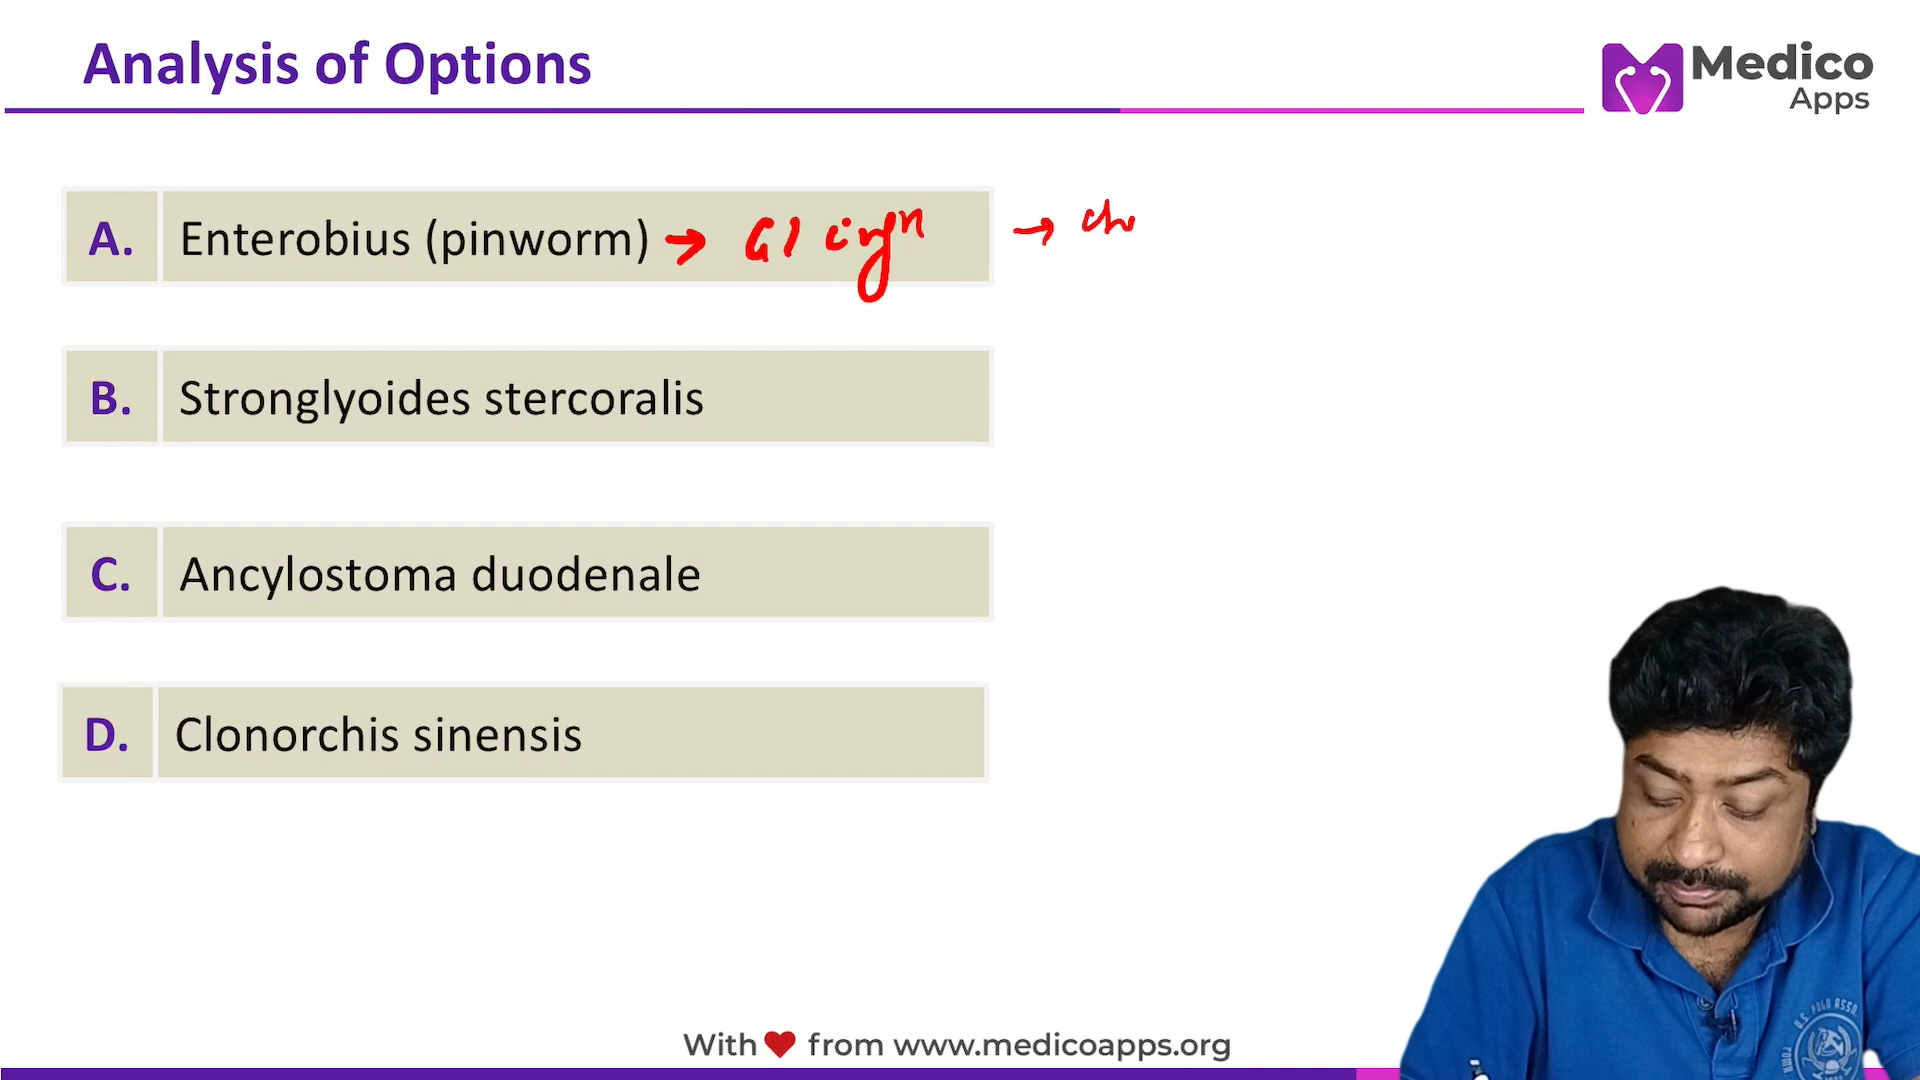 Analysis of Options
Medico
Apps
A. Enterobius (pinworm) → GI → ch
B. Stronglyoides stercoralis
C. Ancylostoma duodenale
D. Clonorchis sinensis
With ❤ from www.medicoapps.org